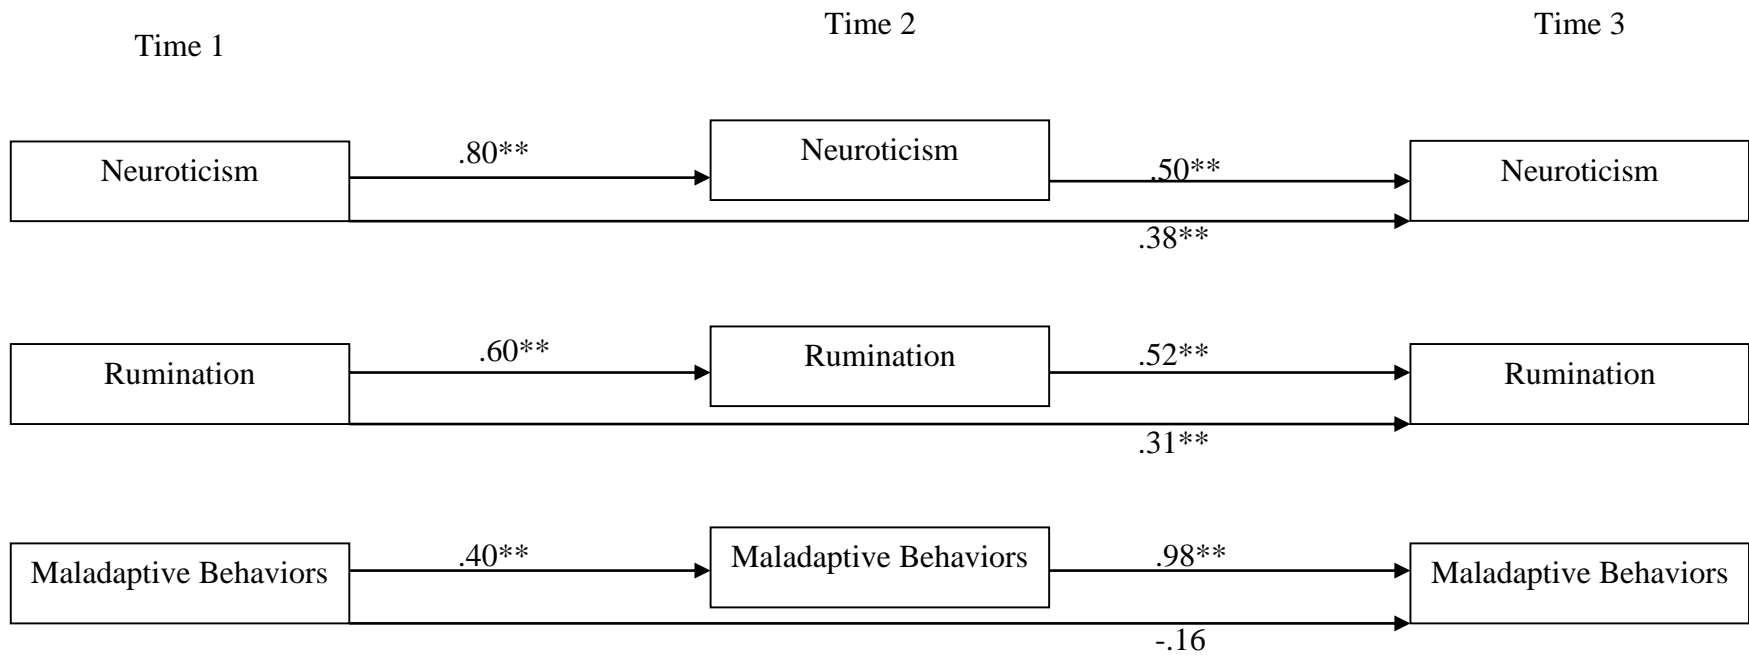 Time 1
Time 2
Time 3
Neuroticism
.80**
Neuroticism
.50**
Neuroticism
.38**
Rumination
.60**
Rumination
.52**
Rumination
.31**
Maladaptive Behaviors
.40**
Maladaptive Behaviors
.98**
Maladaptive Behaviors
-.16